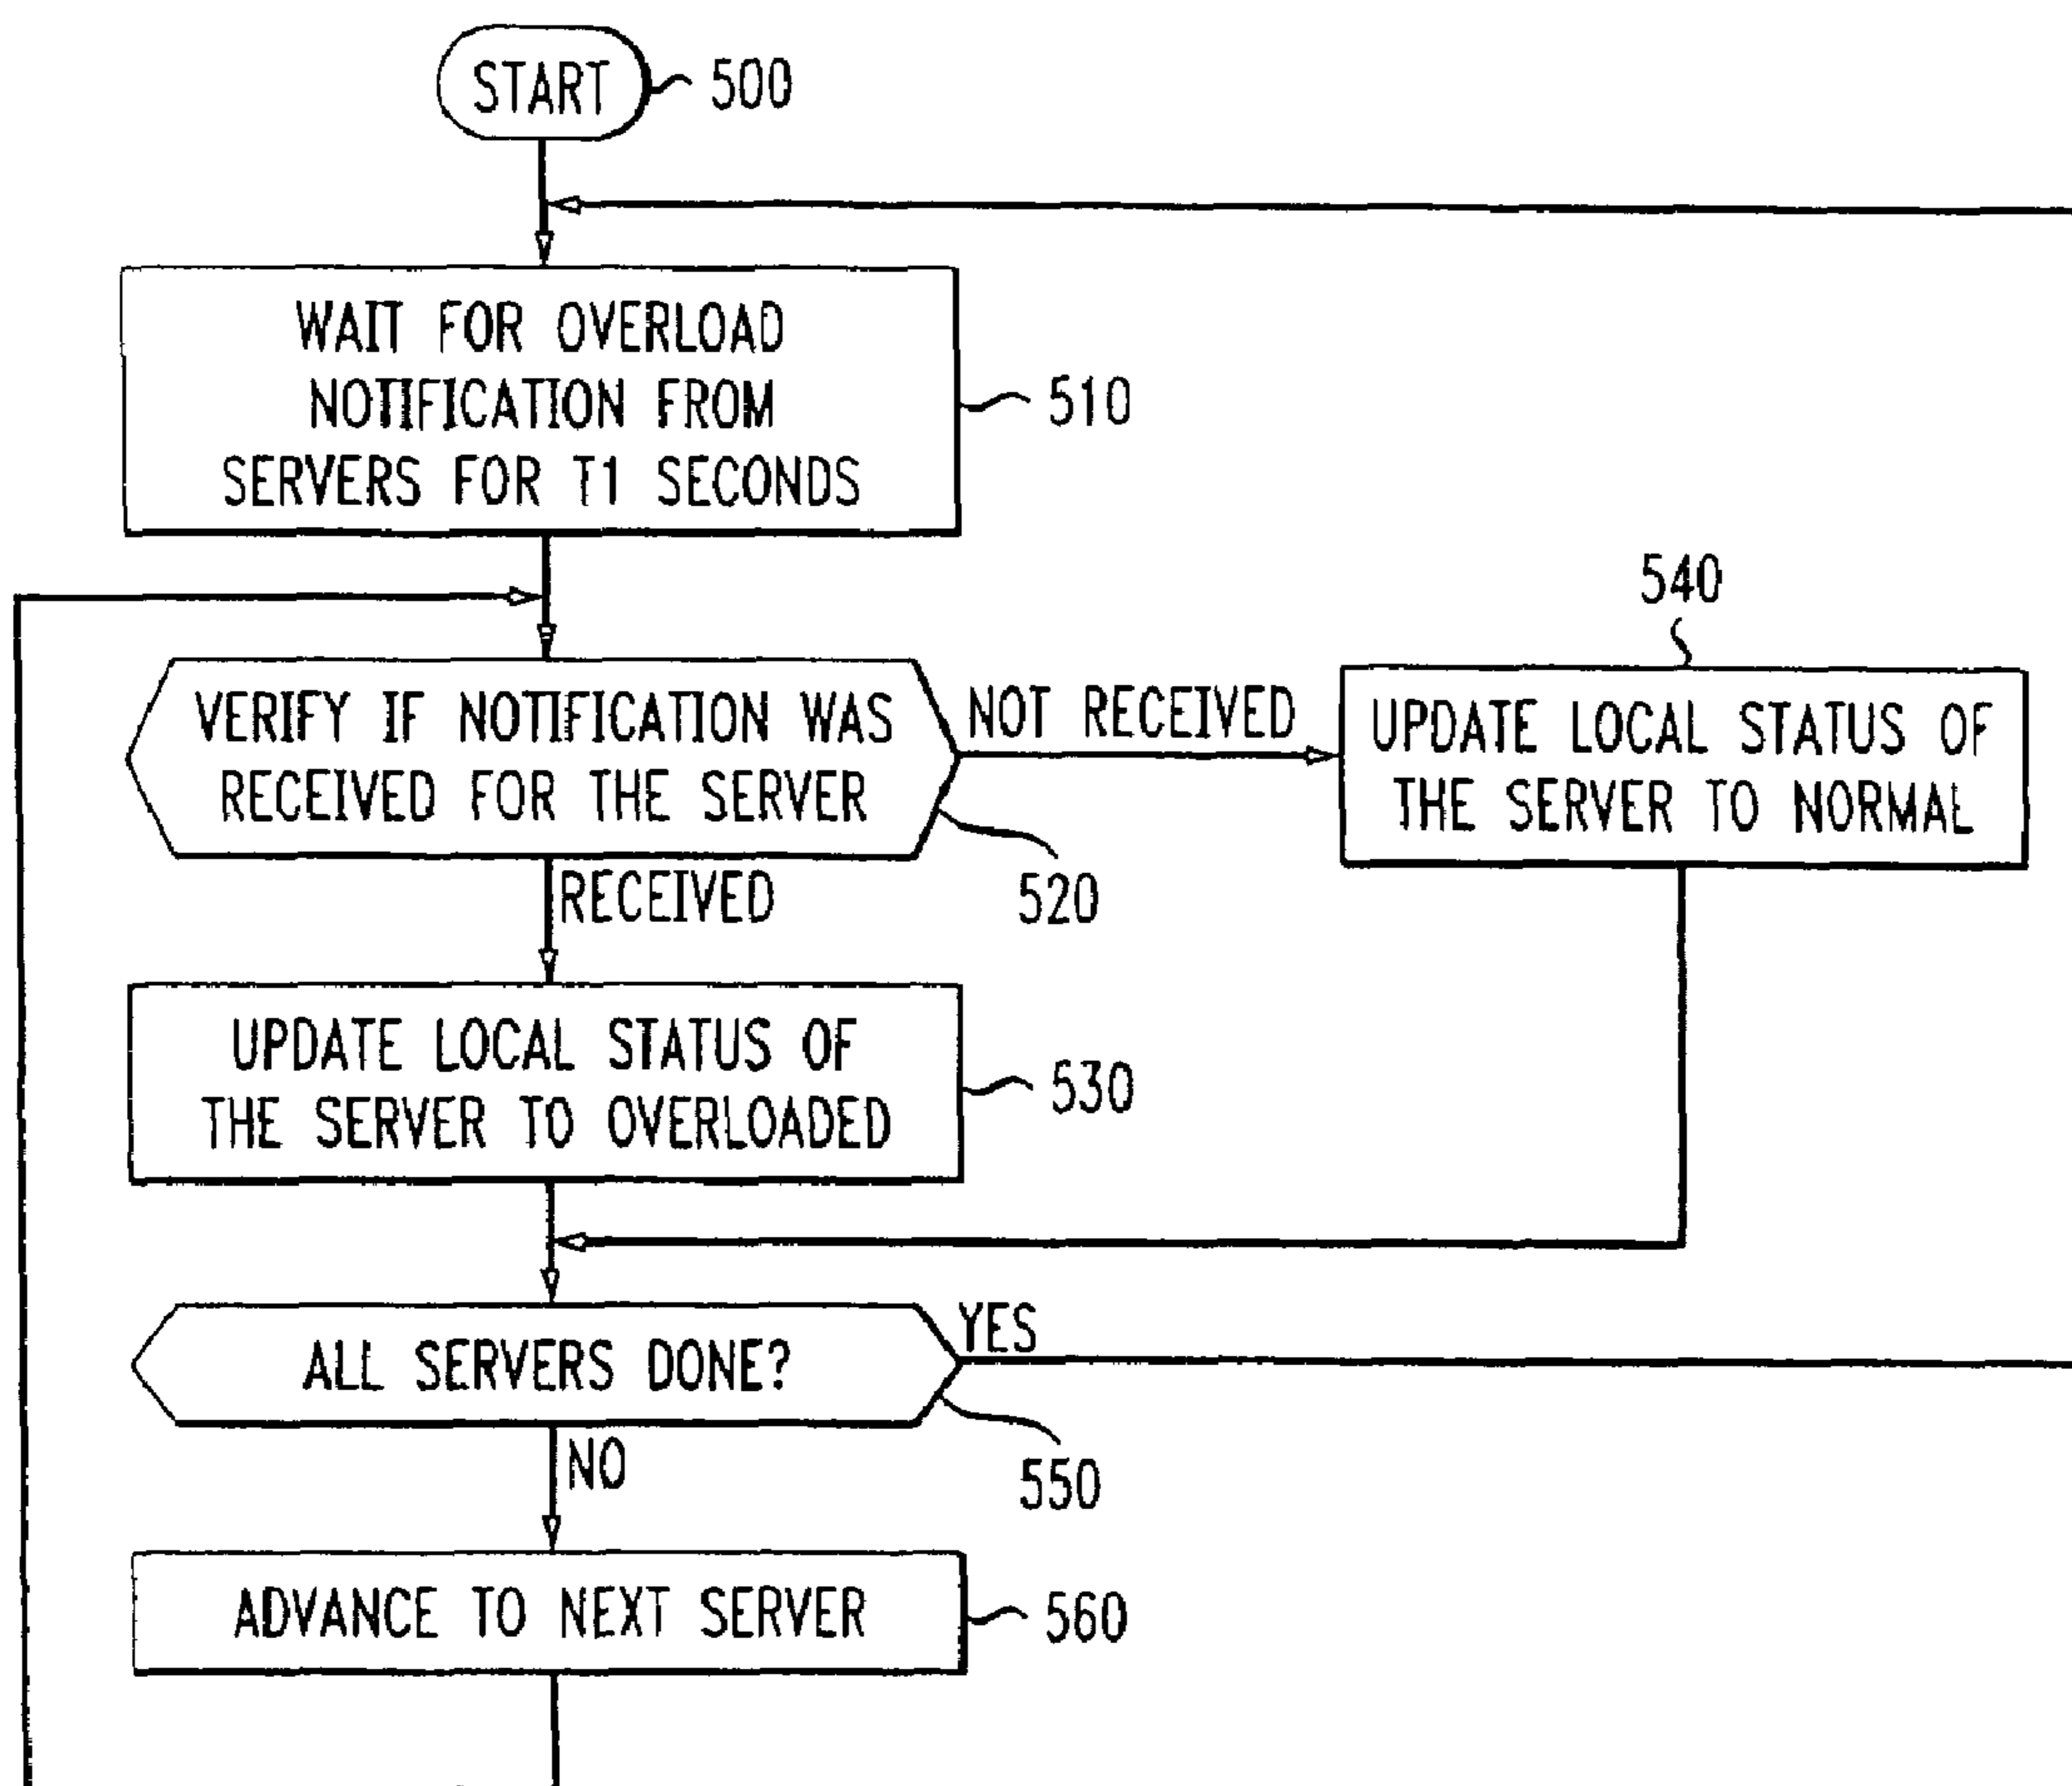 START
500
WAIT FOR OVERLOAD
NOTIFICATION FROM
SERVERS FOR T1 SECONDS
510
540
VERIFY IF NOTIFICATION WAS
RECEIVED FOR THE SERVER
NOT RECEIVED
UPDATE LOCAL STATUS OF
THE SERVER TO NORMAL
520
RECEIVED
UPDATE LOCAL STATUS OF
THE SERVER TO OVERLOADED
530
ALL SERVERS DONE?
YES
550
NO
ADVANCE TO NEXT SERVER
560